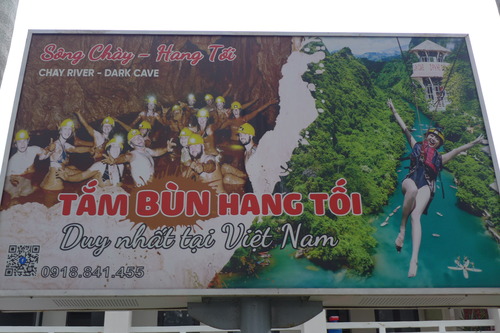 Sông Chày – Hang Tối
CHAY RIVER - DARK CAVE
TẮM BÙN HANG TỐI
Duy nhất tại Việt Nam
0918.841.455